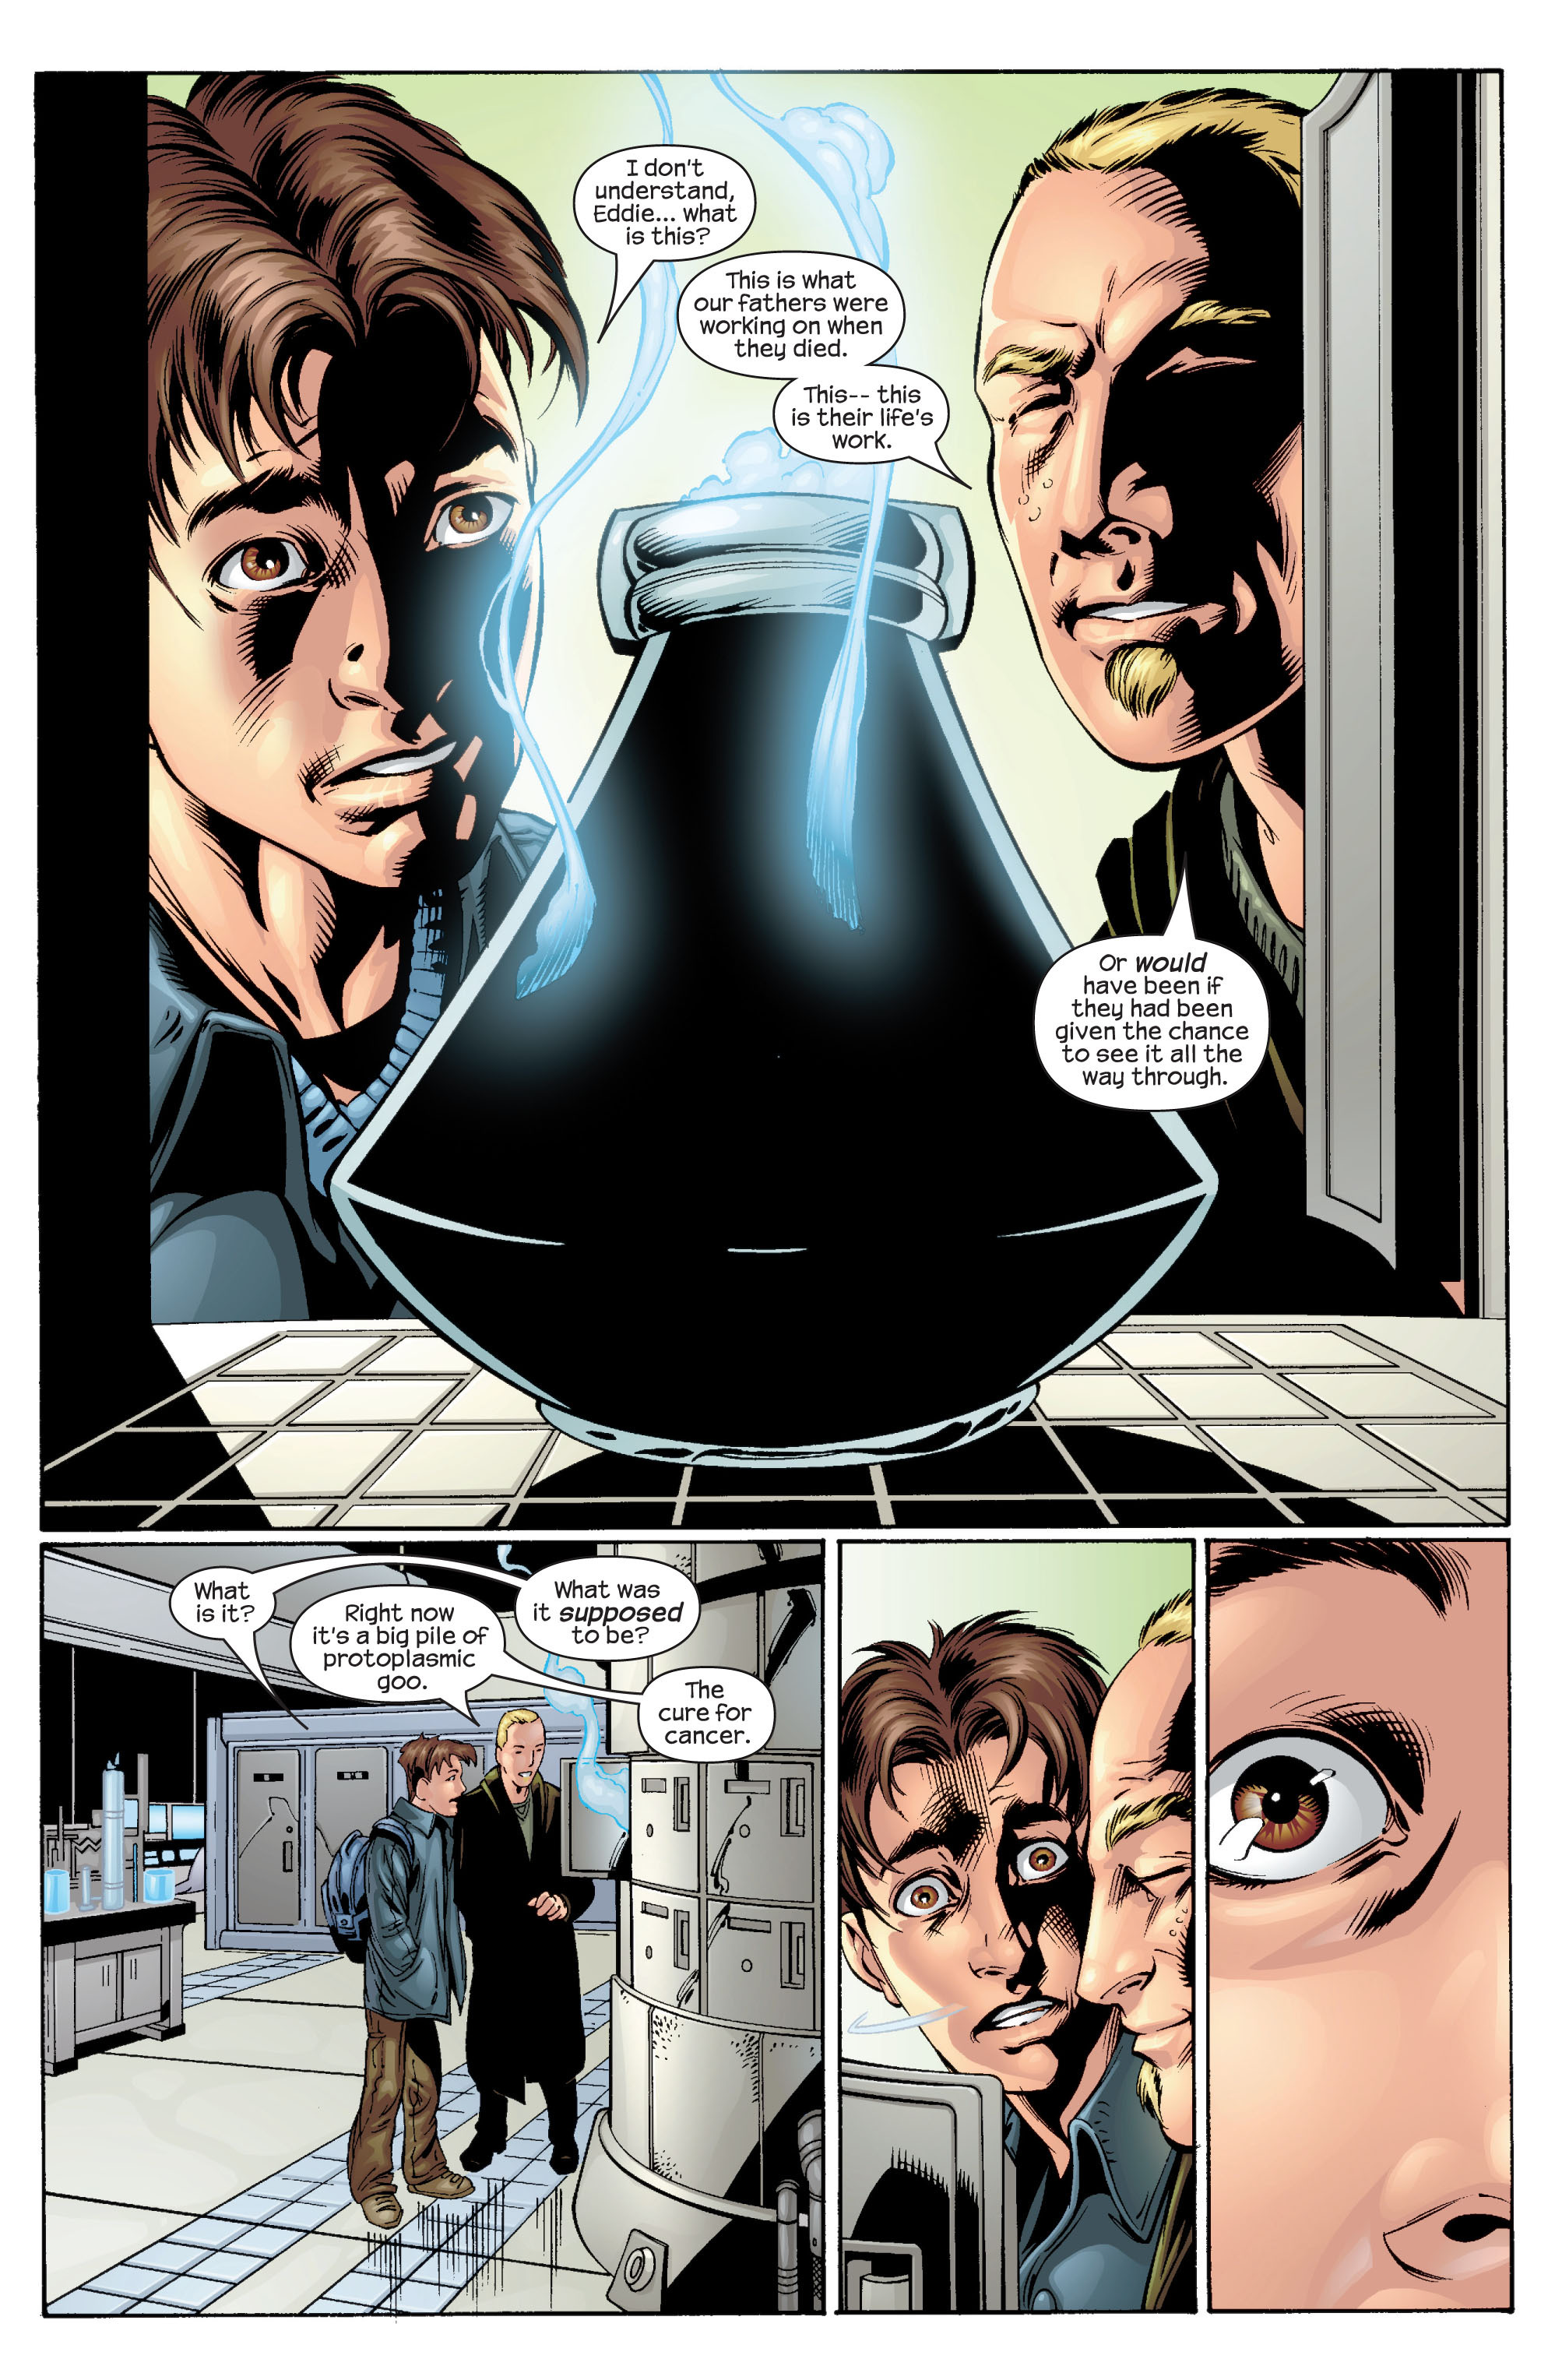 I don't
understand,
Eddie... what
is this?
This is what
our fathers were
working on when
they died.
This-- this
is their life's
work.
Or would
have been if
they had been
given the chance
to see it all the
way through.
What
is it?
Right now
it's a big pile of
protoplasmic
goo.
What was
it supposed
to be?
The
cure for
cancer.